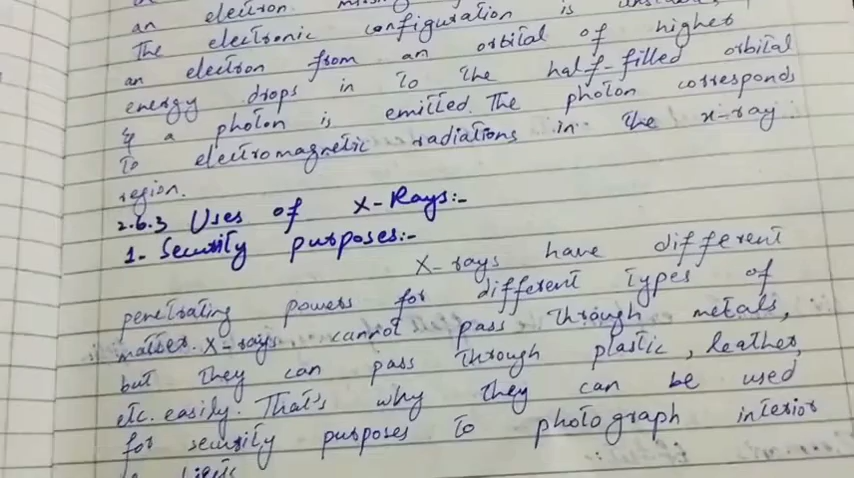 an electron.
The electronic configuration is
an electron from an orbital of higher
energy drops in to the half-filled orbital
& a photon is emitted. The photon corresponds
to electromagnetic radiations in the x-ray
region.
2.6.3 Uses of X-Rays:-
1- Security purposes:-
X-rays have different
penetrating powers for different types of
matter. X-rays cannot pass through metals,
but they can pass through plastic, leather,
etc. easily. That's why they can be used
for security purposes to photograph interior